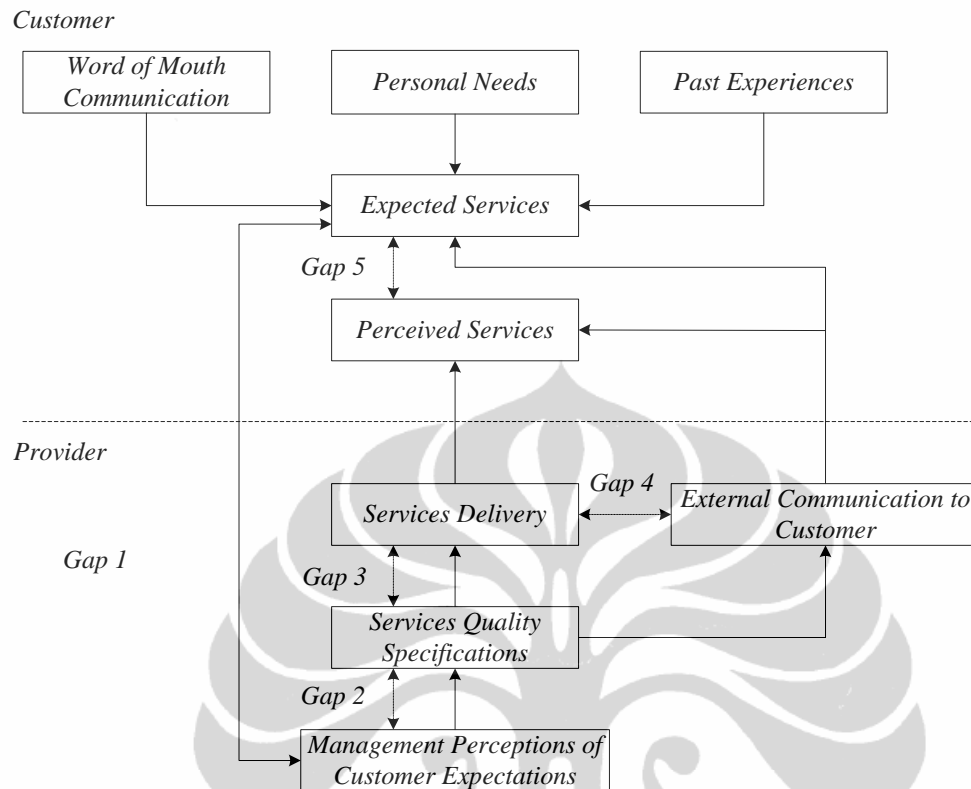 Customer
Word of Mouth
Communication
Personal Needs
Past Experiences
Expected Services
Gap 5
Perceived Services
Provider
Gap 4
Services Delivery
External Communication to
Customer
Gap 1
Gap 3
Services Quality
Specifications
Gap 2
Management Perceptions of
Customer Expectations